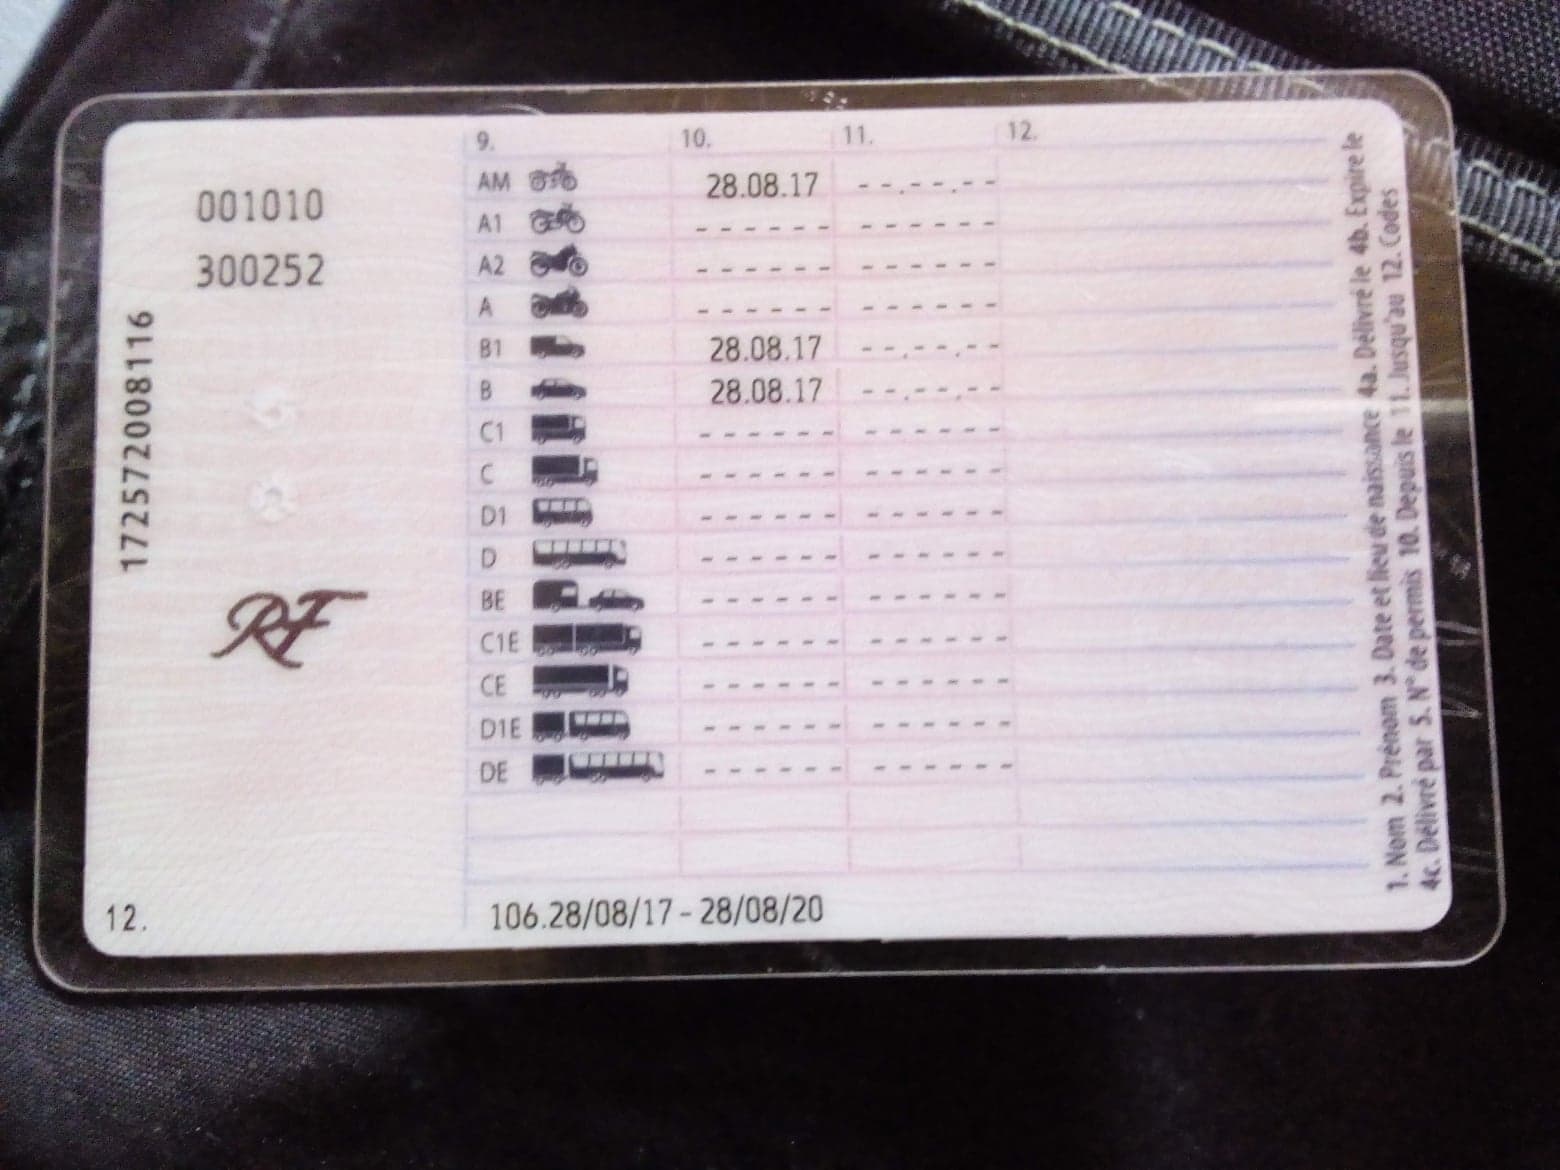 001010
300252
172572008116
RF
12.
9. 10. 11. 12.
AM 28.08.17 --.--.--
A1 ------ ------
A2 ------ ------
A ------ ------
B1 28.08.17 --.--.--
B 28.08.17 --.--.--
C1 ------ ------
C ------ ------
D1 ------ ------
D ------ ------
BE ------ ------
C1E ------ ------
CE ------ ------
D1E ------ ------
DE ------ ------
106.28/08/17 - 28/08/20
1. Nom 2. Prénom 3. Date et lieu de naissance 4a. Délivré le 4b. Expire le
4c. Délivré par 5. N° de permis 10. Depuis le 11. Jusqu'au 12. Codes